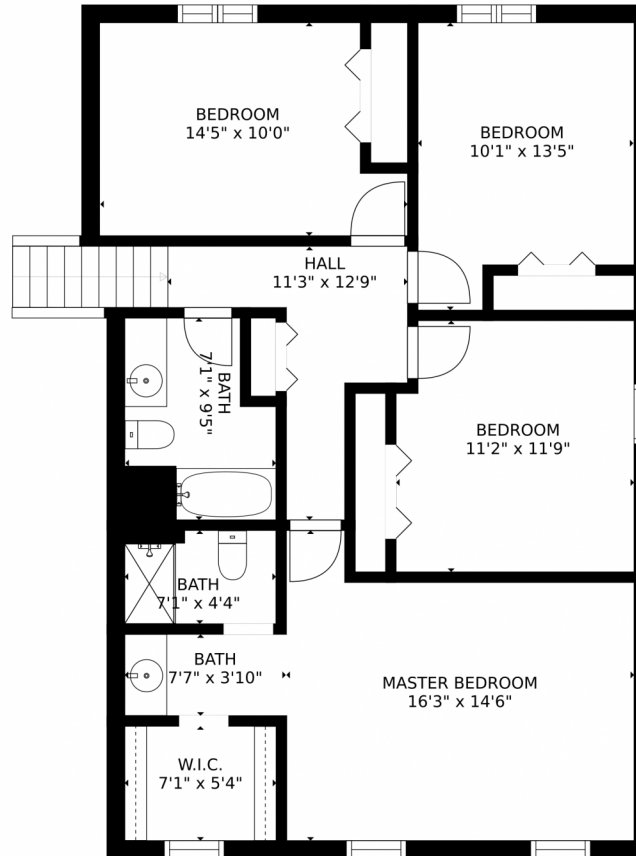 BEDROOM
14'5" x 10'0"
BEDROOM
10'1" x 13'5"
HALL
11'3" x 12'9"
BATH
7'1" x 9'5"
BEDROOM
11'2" x 11'9"
BATH
7'1" x 4'4"
BATH
7'7" x 3'10"
MASTER BEDROOM
16'3" x 14'6"
W.I.C.
7'1" x 5'4"